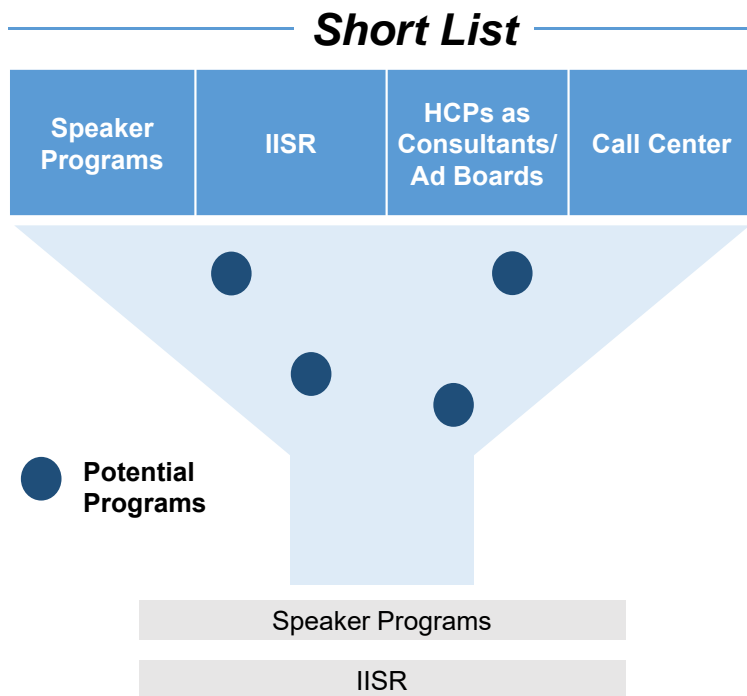 Short List
Speaker
Programs
IISR
HCPs as
Consultants/
Ad Boards
Call Center
Potential
Programs
Speaker Programs
IISR